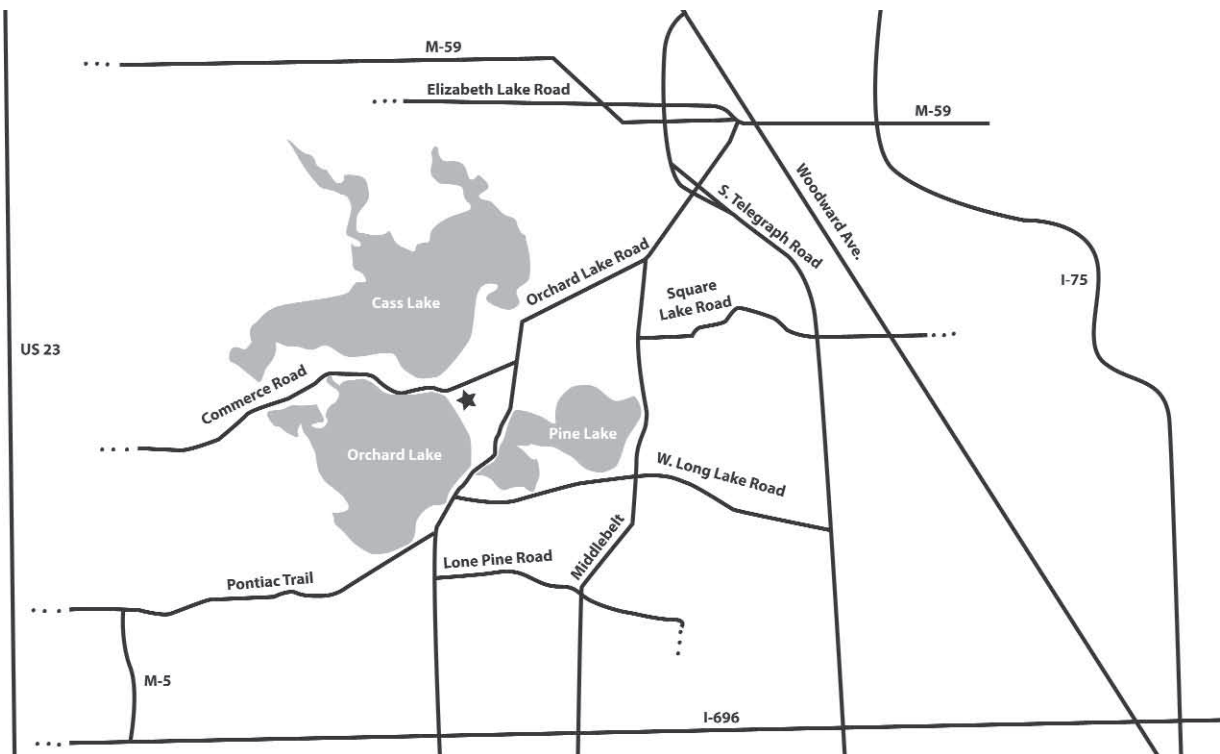 M-59
Elizabeth Lake Road
M-59
Woodward Ave.
S. Telegraph Road
Orchard Lake Road
I-75
Square
Lake Road
Cass Lake
US 23
Commerce Road
Pine Lake
Orchard Lake
W. Long Lake Road
Middlebelt
Lone Pine Road
Pontiac Trail
M-5
I-696